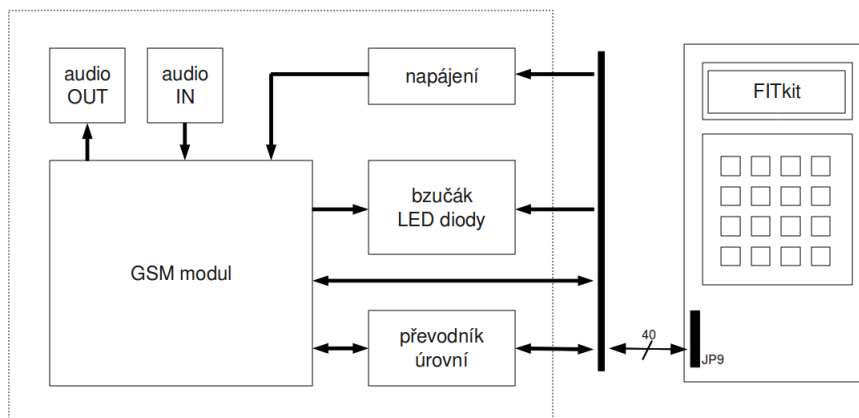 audio
OUT
audio
IN
napájení
FITkit
bzučák
LED diody
GSM modul
převodník
úrovní
40
JP9